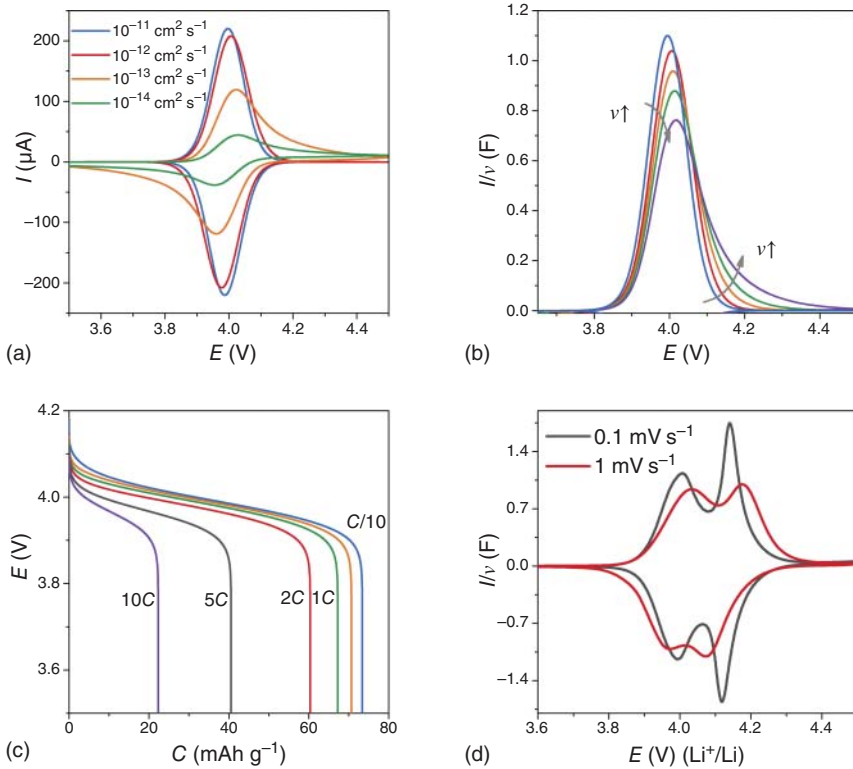 200
100
0
−100
−200
I (µA)
10⁻¹¹ cm² s⁻¹
10⁻¹² cm² s⁻¹
10⁻¹³ cm² s⁻¹
10⁻¹⁴ cm² s⁻¹
3.6 4.0 4.4
E (V)
(a)
1.2
1.0
0.8
0.6
0.4
0.2
0.0
I/v (F)
v↑
v↑
3.8 4.0 4.2 4.4
E (V)
(b)
4.2
4.0
3.8
3.6
E (V)
C/10
10C 5C 2C 1C
0 20 40 60 80
C (mAh g⁻¹)
(c)
1.4
0.7
0.0
−0.7
−1.4
I/v (F)
0.1 mV s⁻¹
1 mV s⁻¹
3.6 3.8 4.0 4.2 4.4
E (V) (Li⁺/Li)
(d)